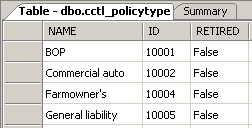 Table - dbo.cctl_policytype Summary
NAME ID RETIRED
BOP 10001 False
Commercial auto 10002 False
Farmowner's 10004 False
General liability 10005 False